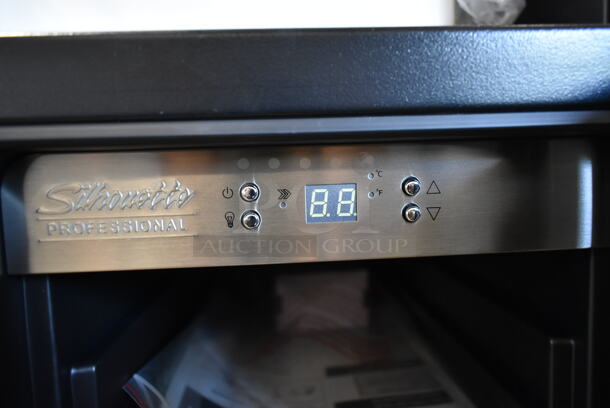 Silhouette
PROFESSIONAL
°C
°F
8.8
AUCTION GROUP